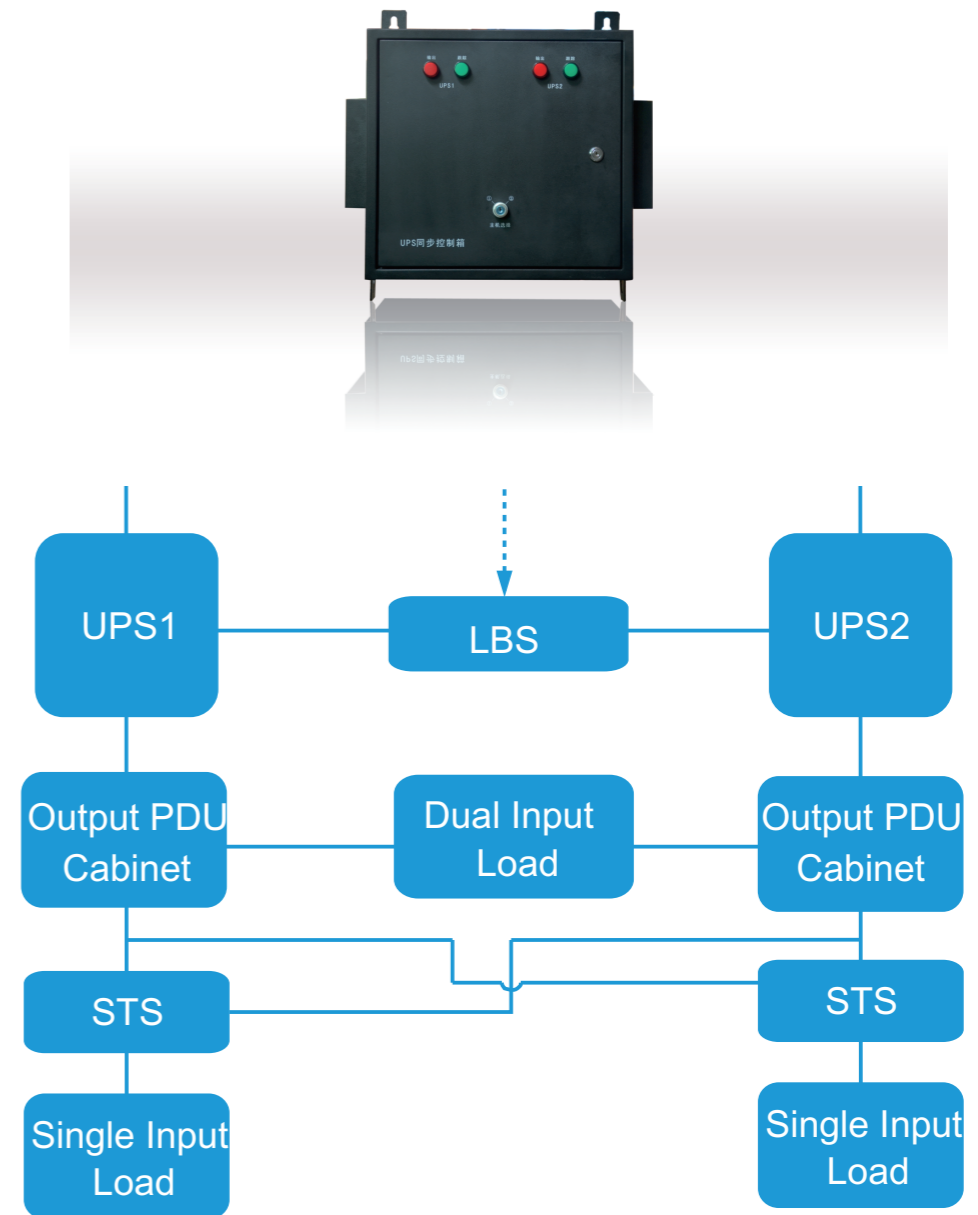 UPS1
UPS2
UPS同步控制箱
UPS1
LBS
UPS2
Output PDU
Cabinet
Dual Input
Load
Output PDU
Cabinet
STS
STS
Single Input
Load
Single Input
Load